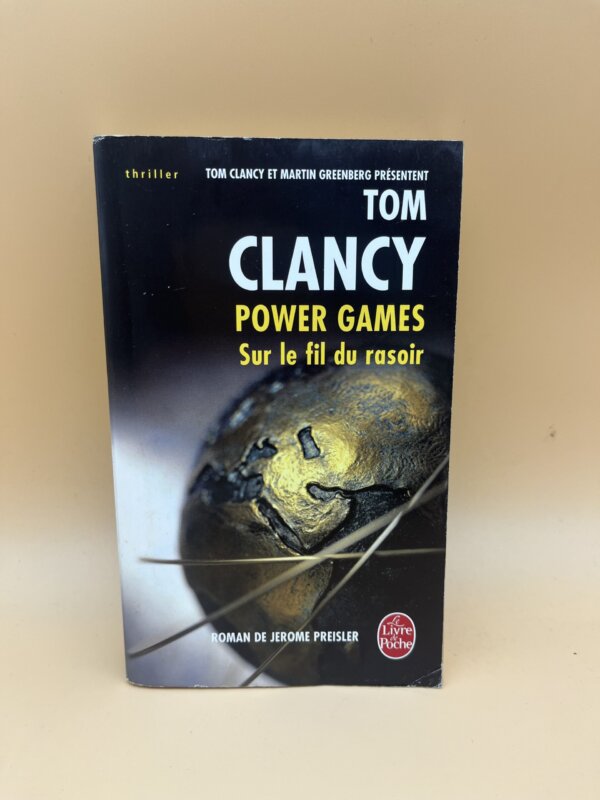 thriller
TOM CLANCY ET MARTIN GREENBERG PRÉSENTENT
TOM
CLANCY
POWER GAMES
Sur le fil du rasoir
ROMAN DE JEROME PREISLER
Le
Livre
de
Poche